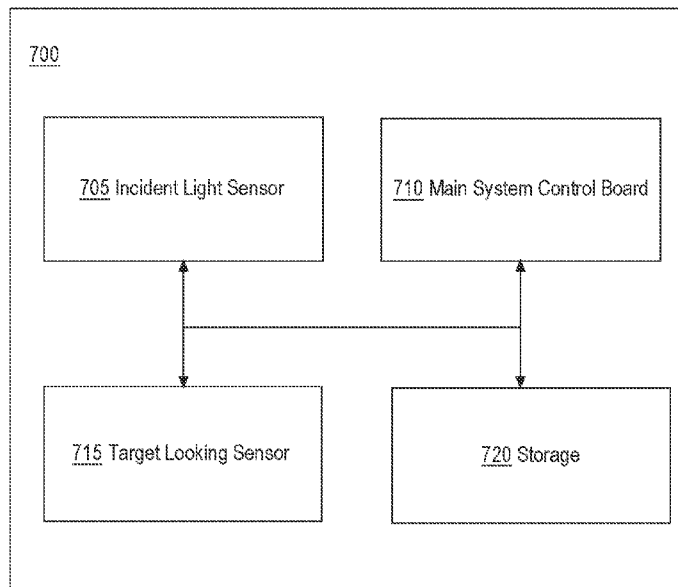 700
705 Incident Light Sensor
710 Main System Control Board
715 Target Looking Sensor
720 Storage